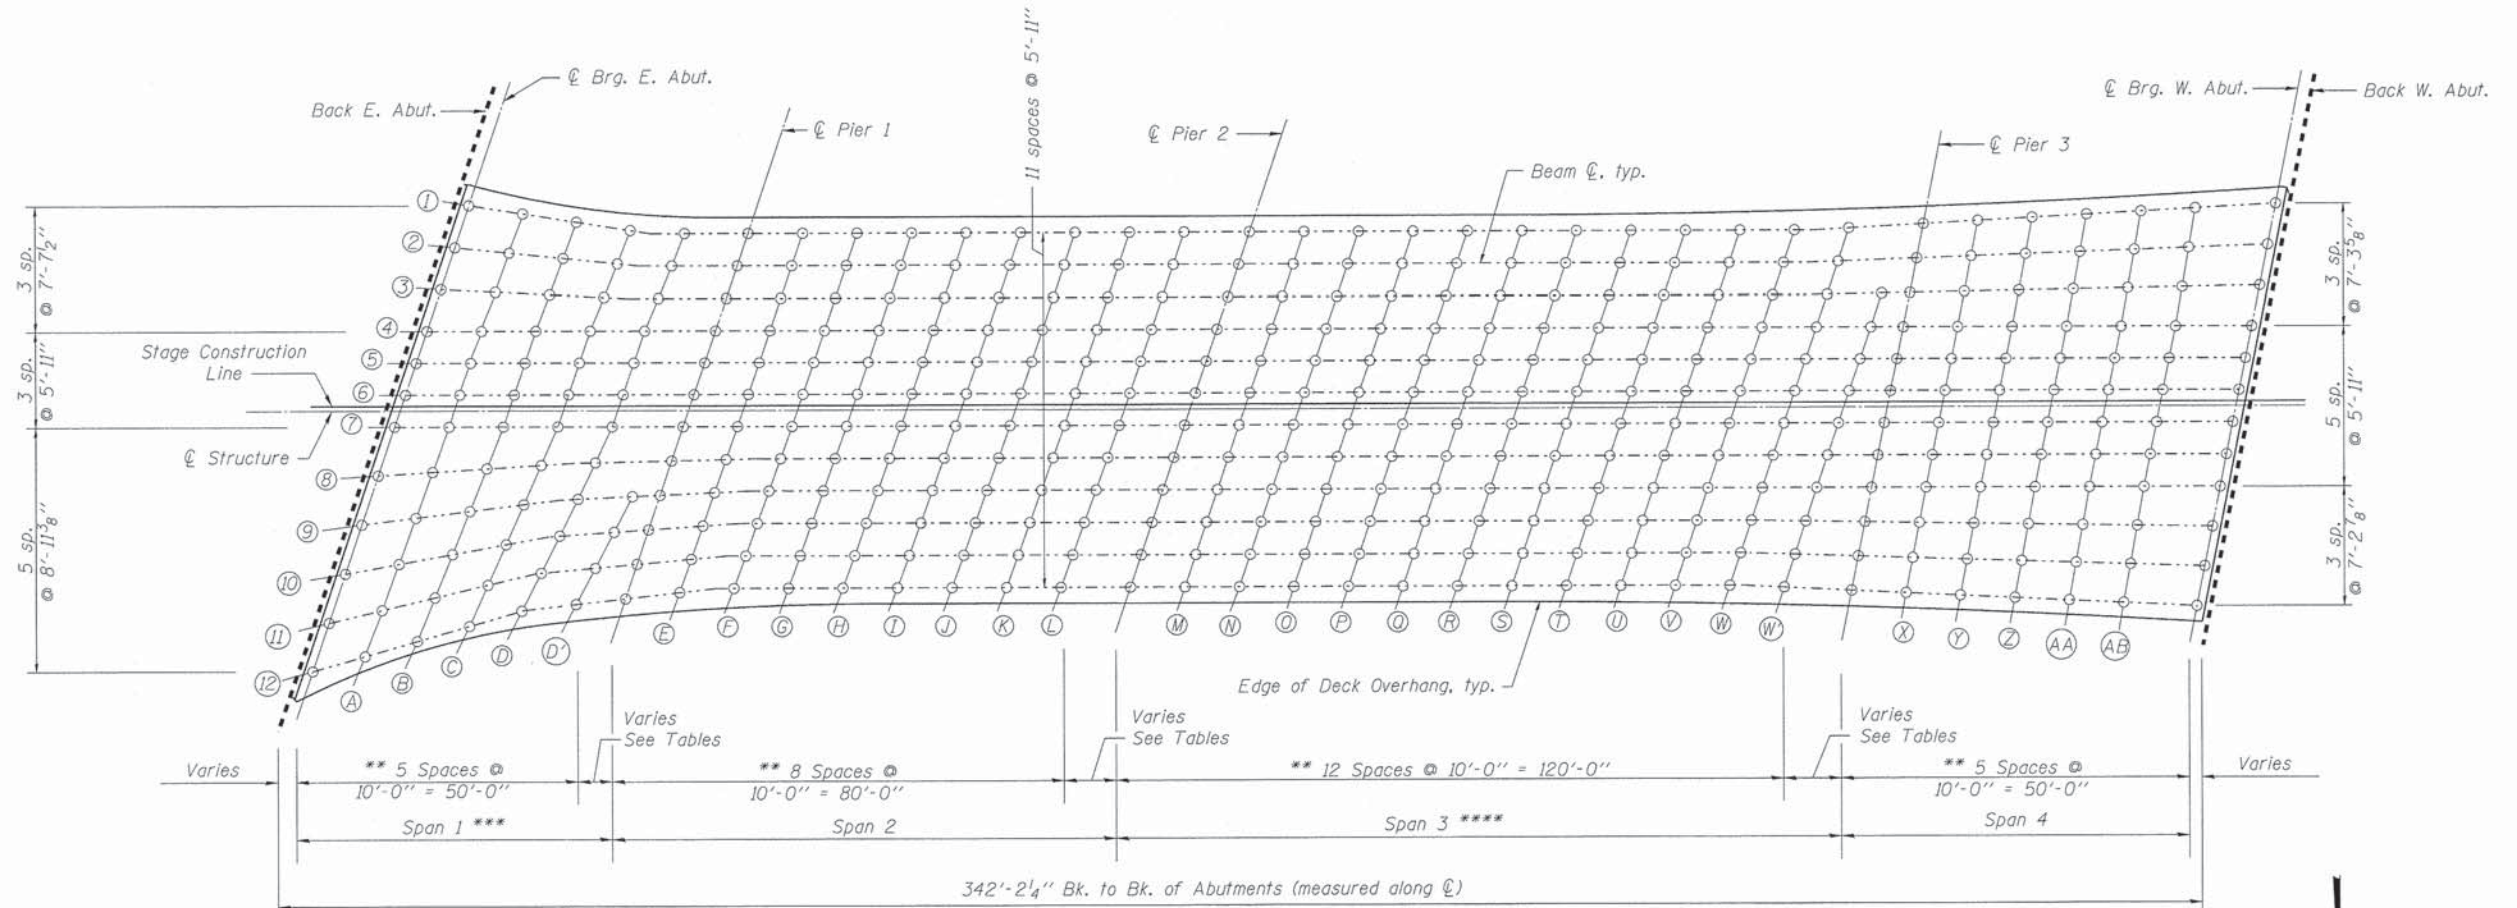 11 spaces @ 5'-11"
℄ Brg. E. Abut.
Back E. Abut.
℄ Pier 1
℄ Pier 2
℄ Pier 3
℄ Brg. W. Abut.
Back W. Abut.
Beam ℄, typ.
3 sp.
@ 7'-7½"
3 sp.
@ 5'-11"
5 sp.
@ 8'-11⅜"
Stage Construction
Line
℄ Structure
1
2
3
4
5
6
7
8
9
10
11
12
3 sp.
@ 7'-3⅝"
5 sp.
@ 5'-11"
3 sp.
@ 7'-2⅞"
A
B
C
D
D'
E
F
G
H
I
J
K
L
M
N
O
P
Q
R
S
T
U
V
W
W'
X
Y
Z
AA
AB
Edge of Deck Overhang, typ.
Varies
See Tables
Varies
See Tables
Varies
See Tables
Varies
** 5 Spaces @
10'-0" = 50'-0"
** 8 Spaces @
10'-0" = 80'-0"
** 12 Spaces @ 10'-0" = 120'-0"
** 5 Spaces @
10'-0" = 50'-0"
Varies
Span 1 ***
Span 2
Span 3 ****
Span 4
342'-2¼" Bk. to Bk. of Abutments (measured along ℄)